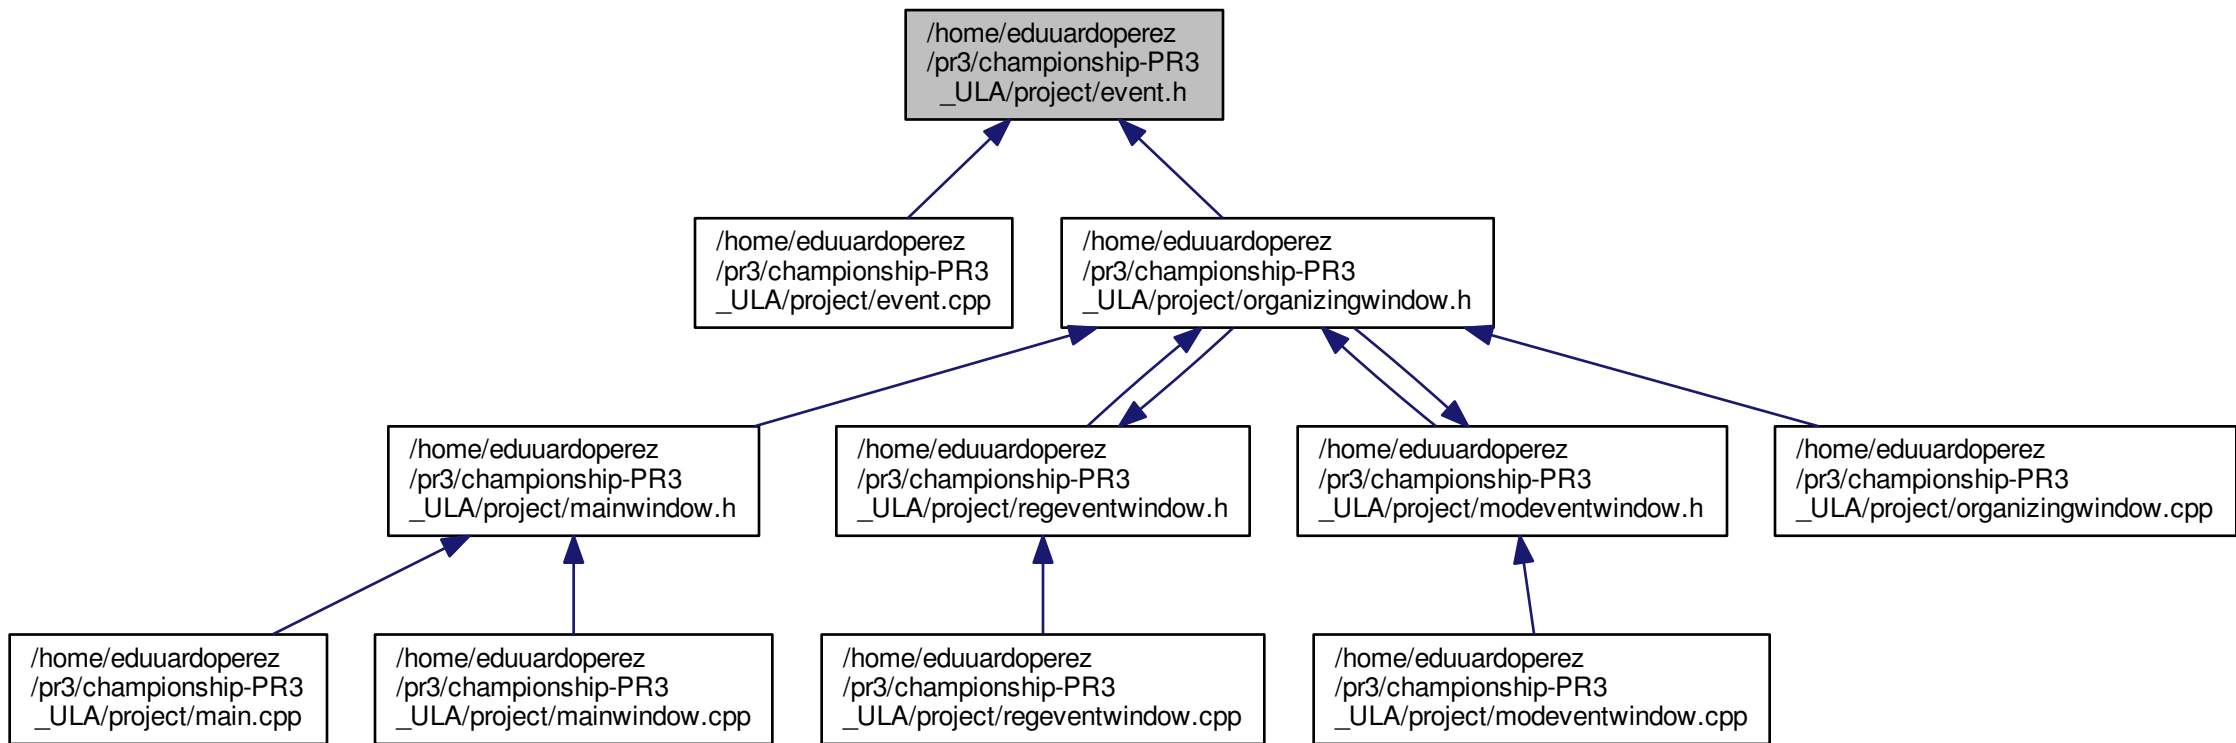 /home/eduuardoperez
/pr3/championship-PR3
_ULA/project/event.h
/home/eduuardoperez
/pr3/championship-PR3
_ULA/project/event.cpp
/home/eduuardoperez
/pr3/championship-PR3
_ULA/project/organizingwindow.h
/home/eduuardoperez
/pr3/championship-PR3
_ULA/project/mainwindow.h
/home/eduuardoperez
/pr3/championship-PR3
_ULA/project/regeventwindow.h
/home/eduuardoperez
/pr3/championship-PR3
_ULA/project/modeventwindow.h
/home/eduuardoperez
/pr3/championship-PR3
_ULA/project/organizingwindow.cpp
/home/eduuardoperez
/pr3/championship-PR3
_ULA/project/main.cpp
/home/eduuardoperez
/pr3/championship-PR3
_ULA/project/mainwindow.cpp
/home/eduuardoperez
/pr3/championship-PR3
_ULA/project/regeventwindow.cpp
/home/eduuardoperez
/pr3/championship-PR3
_ULA/project/modeventwindow.cpp